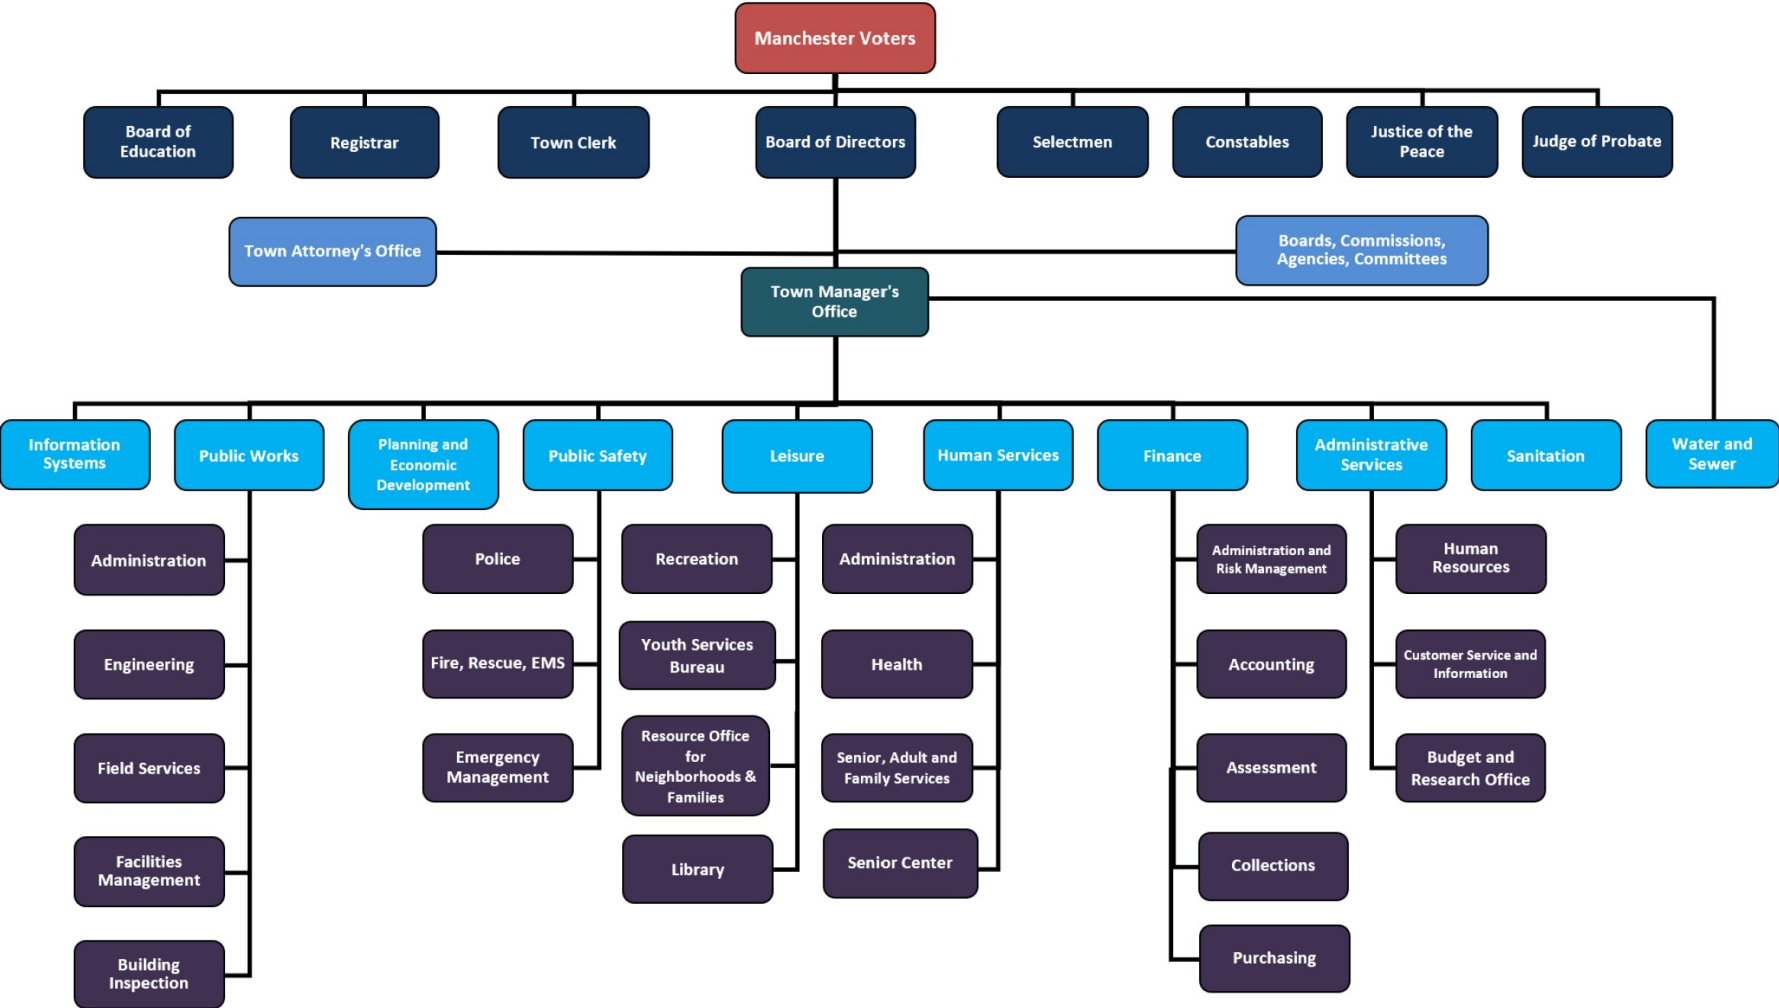 Manchester Voters
Board of
Education
Registrar
Town Clerk
Board of Directors
Selectmen
Constables
Justice of the
Peace
Judge of Probate
Town Attorney's Office
Boards, Commissions,
Agencies, Committees
Town Manager's
Office
Information
Systems
Public Works
Planning and
Economic
Development
Public Safety
Leisure
Human Services
Finance
Administrative
Services
Sanitation
Water and
Sewer
Administration
Engineering
Field Services
Facilities
Management
Building
Inspection
Police
Fire, Rescue, EMS
Emergency
Management
Recreation
Youth Services
Bureau
Resource Office
for
Neighborhoods &
Families
Library
Administration
Health
Senior, Adult and
Family Services
Senior Center
Administration and
Risk Management
Accounting
Assessment
Collections
Purchasing
Human
Resources
Customer Service and
Information
Budget and
Research Office